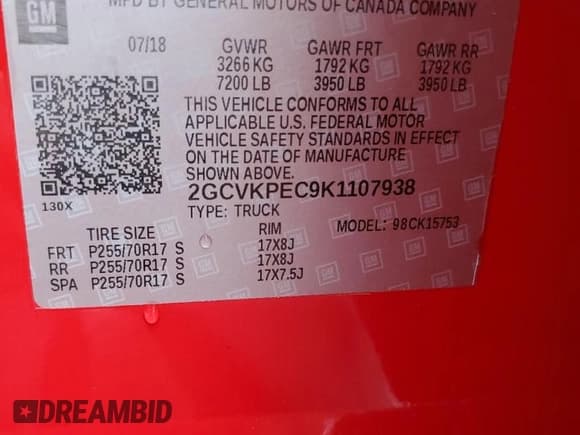 MFD BY GENERAL MOTORS OF CANADA COMPANY
GM
07/18 GVWR GAWR FRT GAWR RR
3266 KG 1792 KG 1792 KG
7200 LB 3950 LB 3950 LB
THIS VEHICLE CONFORMS TO ALL
APPLICABLE U.S. FEDERAL MOTOR
VEHICLE SAFETY STANDARDS IN EFFECT
ON THE DATE OF MANUFACTURE
SHOWN ABOVE.
130X
2GCVKPEC9K1107938
TYPE: TRUCK MODEL: 98CK15753
TIRE SIZE RIM
FRT P255/70R17 S 17X8J
RR P255/70R17 S 17X8J
SPA P255/70R17 S 17X7.5J
DREAMBID